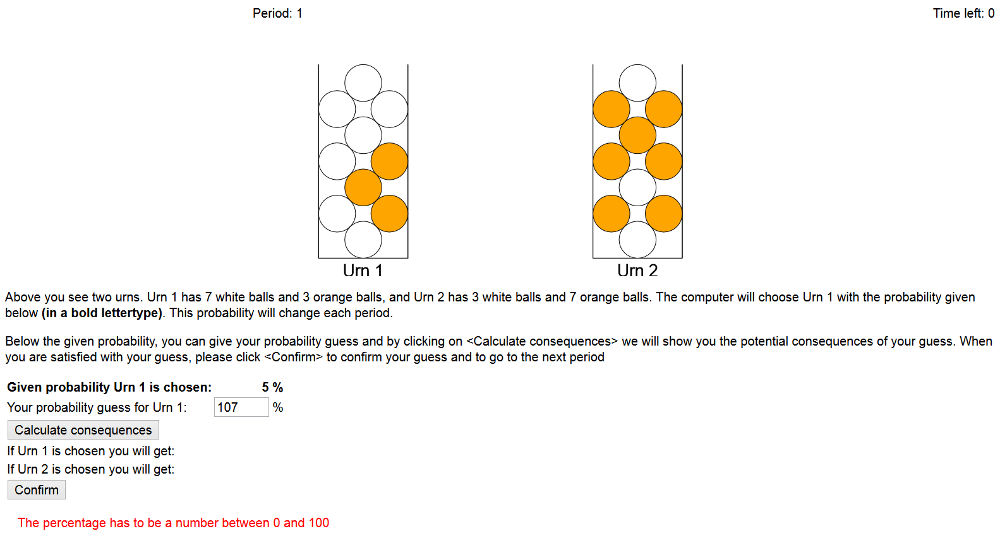 Period: 1
Time left: 0
Urn 1
Urn 2
Above you see two urns. Urn 1 has 7 white balls and 3 orange balls, and Urn 2 has 3 white balls and 7 orange balls. The computer will choose Urn 1 with the probability given
below (in a bold lettertype). This probability will change each period.
Below the given probability, you can give your probability guess and by clicking on <Calculate consequences> we will show you the potential consequences of your guess. When
you are satisfied with your guess, please click <Confirm> to confirm your guess and to go to the next period
Given probability Urn 1 is chosen: 5 %
Your probability guess for Urn 1: 107 %
Calculate consequences
If Urn 1 is chosen you will get:
If Urn 2 is chosen you will get:
Confirm
The percentage has to be a number between 0 and 100